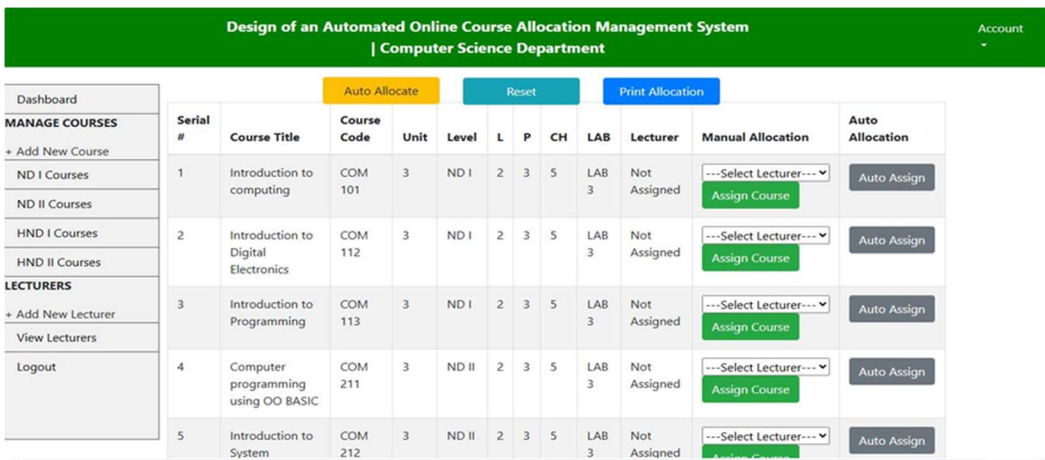 Design of an Automated Online Course Allocation Management System
| Computer Science Department
Account
Dashboard
MANAGE COURSES
+ Add New Course
ND I Courses
ND II Courses
HND I Courses
HND II Courses
LECTURERS
+ Add New Lecturer
View Lecturers
Logout
Auto Allocate Reset Print Allocation
Serial # Course Title Course Code Unit Level L P CH LAB Lecturer Manual Allocation Auto Allocation
1 Introduction to COM 3 ND I 2 3 5 LAB Not ---Select Lecturer--- Auto Assign
computing 101 3 Assigned Assign Course
2 Introduction to COM 3 ND I 2 3 5 LAB Not ---Select Lecturer--- Auto Assign
Digital 112 3 Assigned Assign Course
Electronics
3 Introduction to COM 3 ND I 2 3 5 LAB Not ---Select Lecturer--- Auto Assign
Programming 113 3 Assigned Assign Course
4 Computer COM 3 ND II 2 3 5 LAB Not ---Select Lecturer--- Auto Assign
programming 211 3 Assigned Assign Course
using OO BASIC
5 Introduction to COM 3 ND II 2 3 5 LAB Not ---Select Lecturer--- Auto Assign
System 212 3 Assigned Assign Course